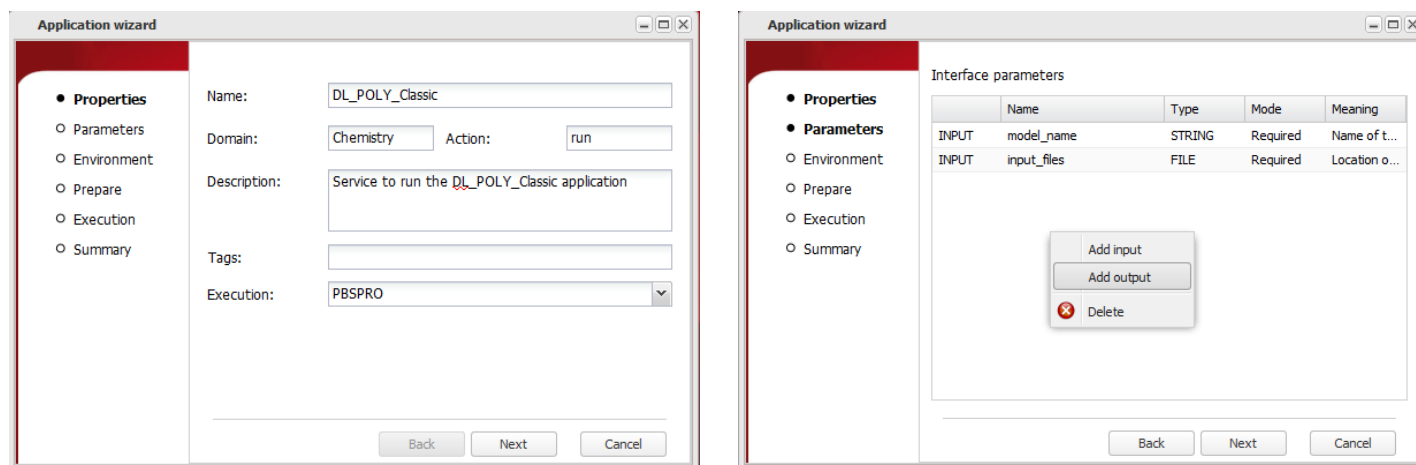 Application wizard
Properties
Parameters
Environment
Prepare
Execution
Summary
Name: DL_POLY_Classic
Domain: Chemistry Action: run
Description: Service to run the DL_POLY_Classic application
Tags:
Execution: PBSPRO
Back Next Cancel
Application wizard
Properties
Parameters
Environment
Prepare
Execution
Summary
Interface parameters
Name Type Mode Meaning
INPUT model_name STRING Required Name of t...
INPUT input_files FILE Required Location o...
Add input
Add output
Delete
Back Next Cancel